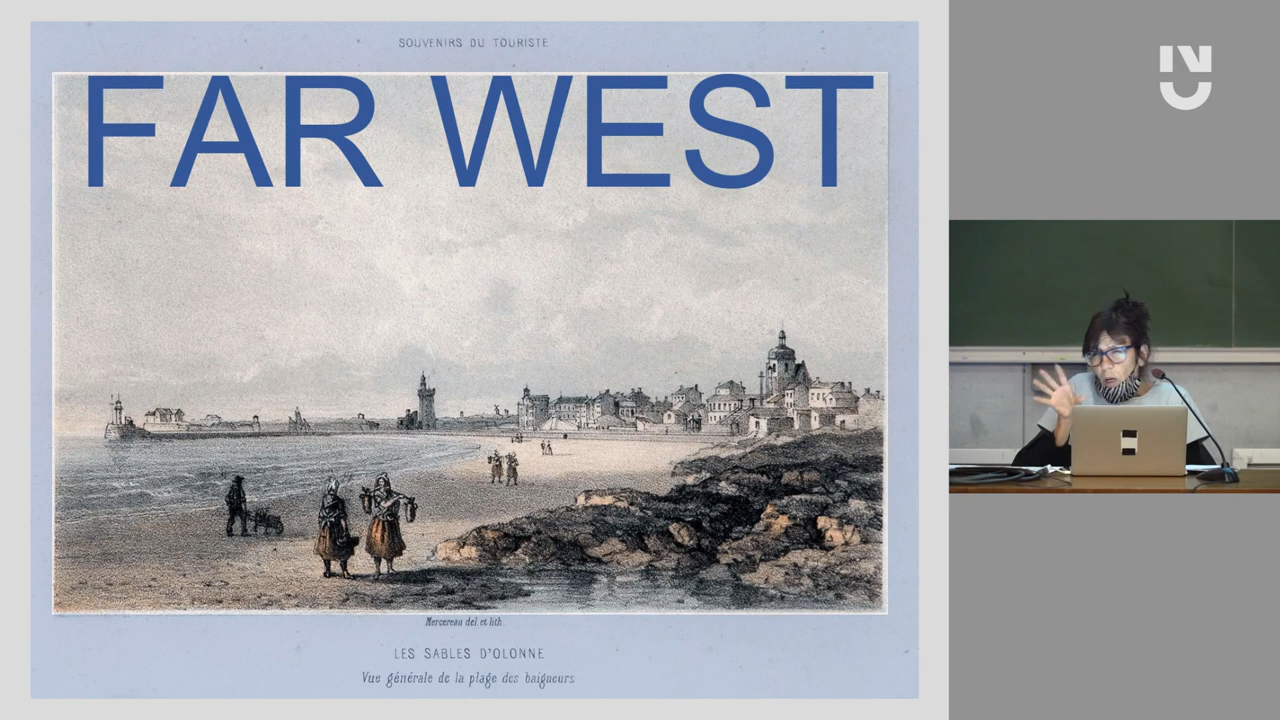 SOUVENIRS DU TOURISTE
FAR WEST
Mercereau del. et lith.
LES SABLES D'OLONNE
Vue générale de la plage des baigneurs
NU